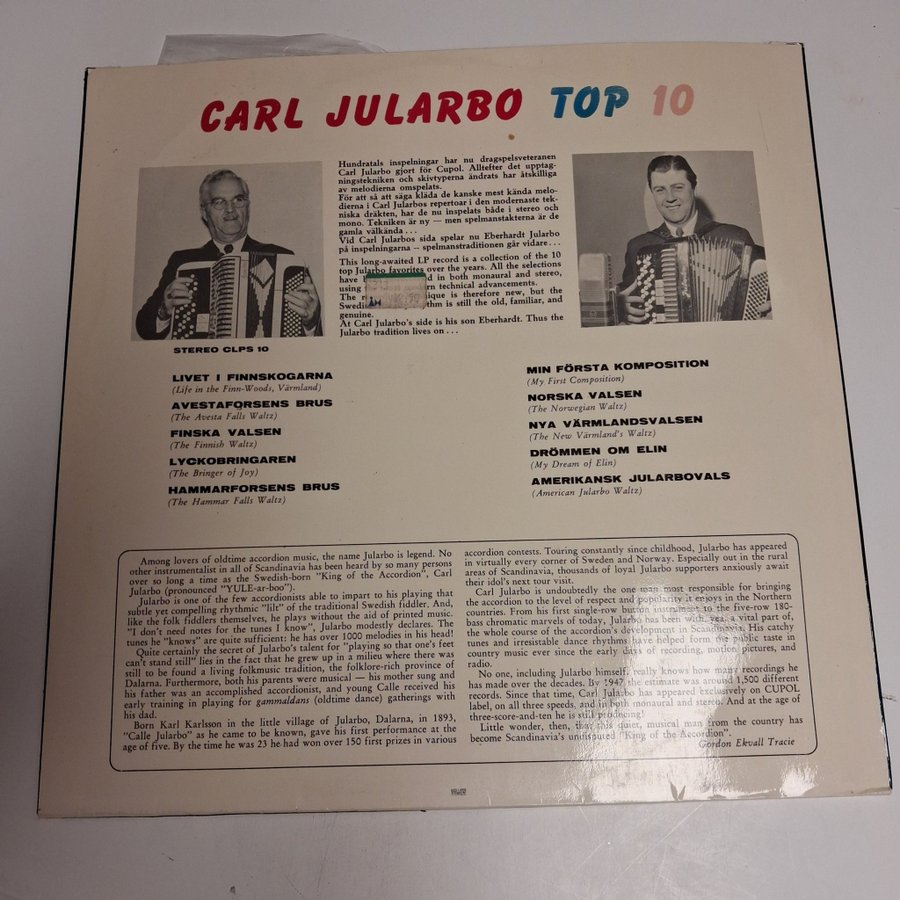 CARL JULARBO TOP 10
Hundratals inspelningar har nu dragspelsveteranen
Carl Jularbo gjort för Cupol. Alltefter det upptag-
ningstekniken och skivtyperna ändrats har åtskilliga
av melodierna omspelats.
För att så att säga kläda de kanske mest kända melo-
dierna i Carl Jularbos repertoar i den modernaste tek-
niska dräkten, har de nu inspelats både i stereo och
mono. Tekniken är ny — men spelmanstakterna är de
gamla välkända . . .
Vid Carl Jularbos sida spelar nu Eberhardt Jularbo
på inspelningarna – spelmanstraditionen går vidare . . .
This long-awaited LP record is a collection of the 10
top Jularbo favorites over the years. All the selections
have in both monaural and stereo,
using technical advancements.
The is therefore new, but the
is still the old, familiar, and
genuine.
At Carl Jularbo's side is his son Eberhardt. Thus the
Jularbo tradition lives on . . .
STEREO CLPS 10
LIVET I FINNSKOGARNA
(Life in the Finn-Woods, Värmland)
AVESTAFORSENS BRUS
(The Avesta Falls Waltz)
FINSKA VALSEN
(The Finnish Waltz)
LYCKOBRINGAREN
(The Bringer of Joy)
HAMMARFORSENS BRUS
(The Hammar Falls Waltz)
MIN FÖRSTA KOMPOSITION
(My First Composition)
NORSKA VALSEN
(The Norwegian Waltz)
NYA VÄRMLANDSVALSEN
(The New Värmland's Waltz)
DRÖMMEN OM ELIN
(My Dream of Elin)
AMERIKANSK JULARBOVALS
(American Jularbo Waltz)
Among lovers of oldtime accordion music, the name Jularbo is legend. No
other instrumentalist in all of Scandinavia has been heard by so many persons
over so long a time as the Swedish-born "King of the Accordion", Carl
Jularbo (pronounced "YULE-ar-boo").
Jularbo is one of the few accordionists able to impart to his playing that
subtle yet compelling rhythmic "lilt" of the traditional Swedish fiddler. And,
like the folk fiddlers themselves, he plays without the aid of printed music.
"I don't need notes for the tunes I know", Jularbo modestly declares. The
tunes he "knows" are quite sufficient: he has over 1000 melodies in his head!
Quite certainly the secret of Jularbo's talent for "playing so that one's feet
can't stand still" lies in the fact that he grew up in a milieu where there was
still to be found a living folkmusic tradition, the folklore-rich province of
Dalarna. Furthermore, both his parents were musical — his mother sung and
his father was an accomplished accordionist, and young Calle received his
early training in playing for gammaldans (oldtime dance) gatherings with
his dad.
Born Karl Karlsson in the little village of Jularbo, Dalarna, in 1893,
"Calle Jularbo" as he came to be known, gave his first performance at the
age of five. By the time he was 23 he had won over 150 first prizes in various
accordion contests. Touring constantly since childhood, Jularbo has appeared
in virtually every corner of Sweden and Norway. Especially out in the rural
areas of Scandinavia, thousands of loyal Jularbo supporters anxiously await
their idol's next tour visit.
Carl Jularbo is undoubtedly the one man most responsible for bringing
the accordion to the level of respect and popularity it enjoys in the Northern
countries. From his first single-row button instrument to the five-row 180-
bass chromatic marvels of today, Jularbo has been with, yea, a vital part of,
the whole course of the accordion's development in Scandinavia. His catchy
tunes and irresistable dance rhythms have helped form the public taste in
country music ever since the early days of recording, motion pictures, and
radio.
No one, including Jularbo himself, really knows how many recordings he
has made over the decades. By 1947 the estimate was around 1,500 different
records. Since that time, Carl Jularbo has appeared exclusively on CUPOL
label, on all three speeds, and in both monaural and stereo. And at the age of
three-score-and-ten he is still producing!
Little wonder, then, that this quiet, musical man from the country has
become Scandinavia's undisputed "King of the Accordion".
Gordon Ekvall Tracie